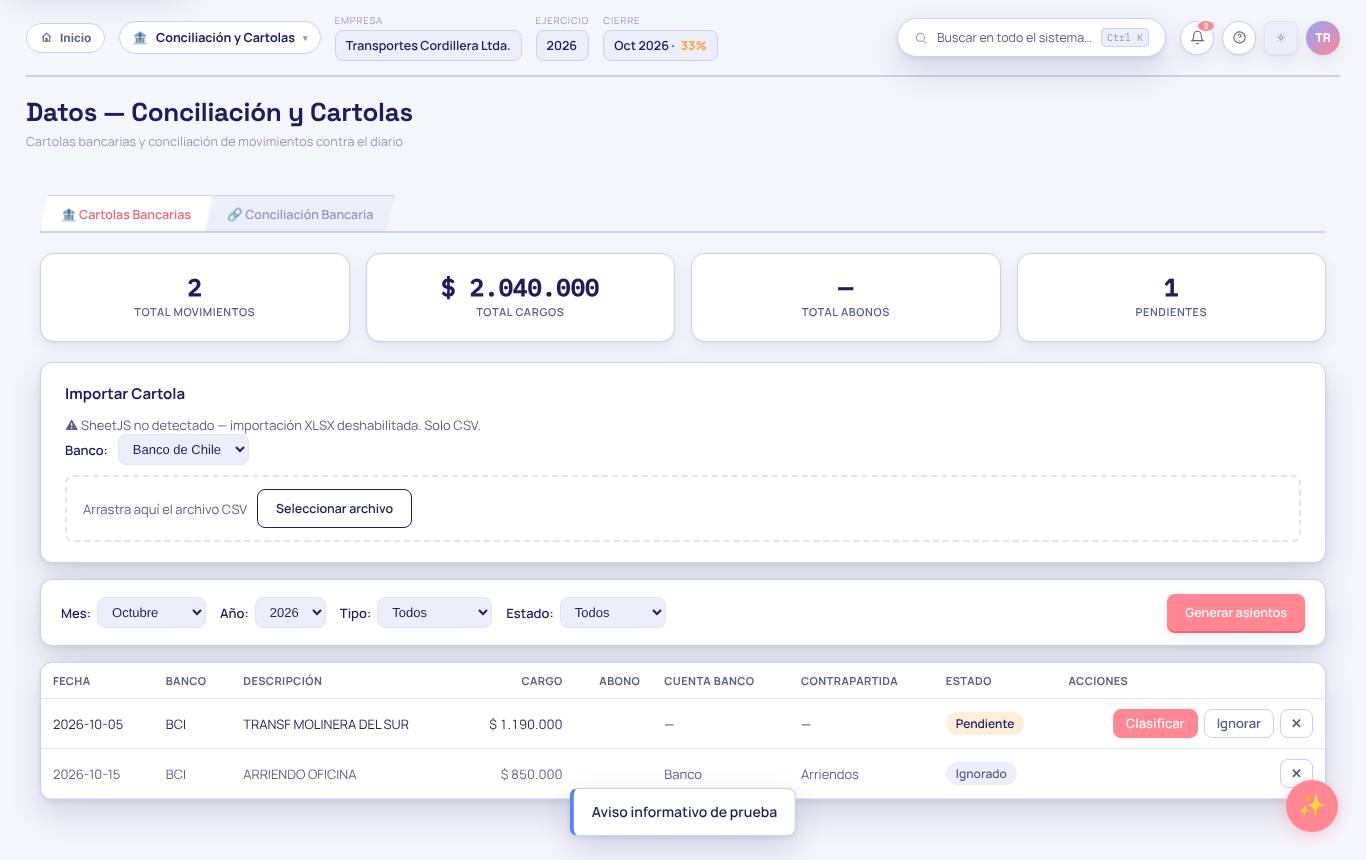 EMPRESA EJERCICIO CIERRE
Inicio 🏦 Conciliación y Cartolas ▾ Transportes Cordillera Ltda. 2026 Oct 2026 · 33% Buscar en todo el sistema... Ctrl K 3 TR
Datos — Conciliación y Cartolas
Cartolas bancarias y conciliación de movimientos contra el diario
🏦 Cartolas Bancarias 🔗 Conciliación Bancaria
2 $ 2.040.000 — 1
TOTAL MOVIMIENTOS TOTAL CARGOS TOTAL ABONOS PENDIENTES
Importar Cartola
⚠ SheetJS no detectado — importación XLSX deshabilitada. Solo CSV.
Banco: Banco de Chile
Arrastra aquí el archivo CSV Seleccionar archivo
Mes: Octubre Año: 2026 Tipo: Todos Estado: Todos Generar asientos
FECHA BANCO DESCRIPCIÓN CARGO ABONO CUENTA BANCO CONTRAPARTIDA ESTADO ACCIONES
2026-10-05 BCI TRANSF MOLINERA DEL SUR $ 1.190.000 — — Pendiente Clasificar Ignorar ✕
2026-10-15 BCI ARRIENDO OFICINA $ 850.000 Banco Arriendos Ignorado ✕
Aviso informativo de prueba